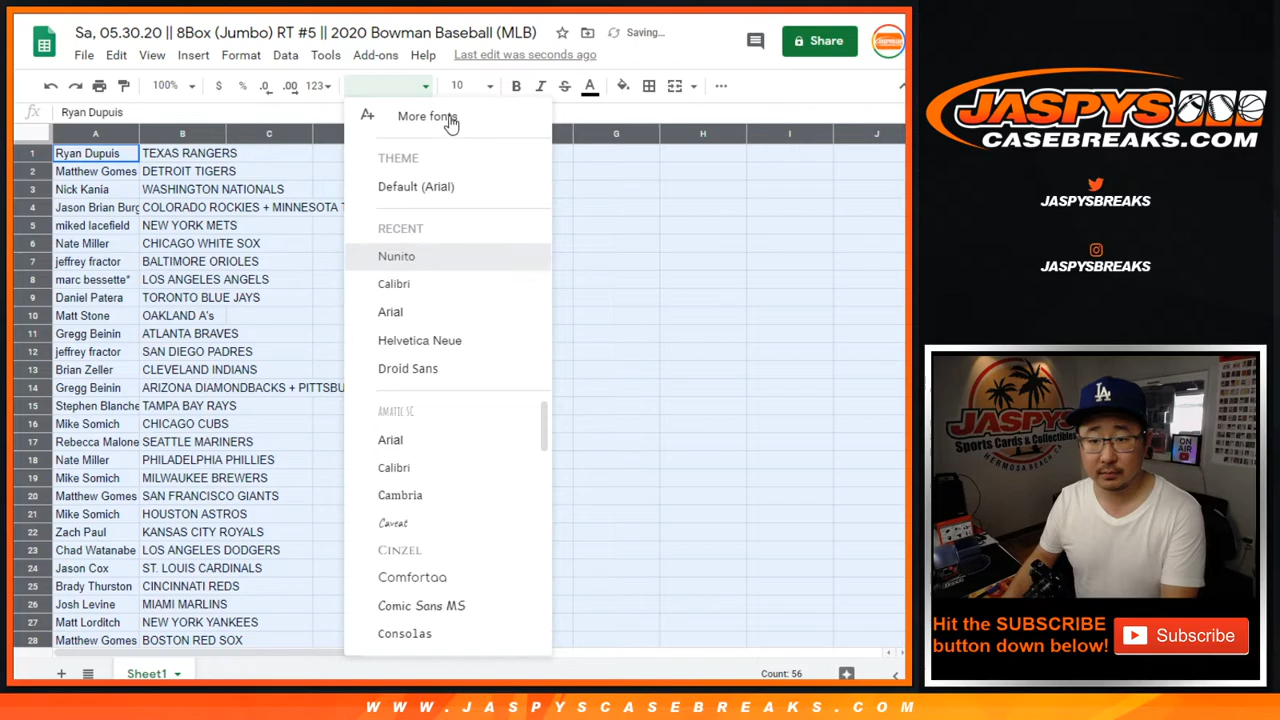 Sa, 05.30.20 || 8Box (Jumbo) RT #5 || 2020 Bowman Baseball (MLB)
Saving...
File Edit View Insert Format Data Tools Add-ons Help Last edit was seconds ago
Share
100% $ % .0 .00 123 10 B I S A
fx Ryan Dupuis
A B C G H I J
1 Ryan Dupuis TEXAS RANGERS
2 Matthew Gomes DETROIT TIGERS
3 Nick Kania WASHINGTON NATIONALS
4 Jason Brian Burg COLORADO ROCKIES + MINNESOTA T
5 miked lacefield NEW YORK METS
6 Nate Miller CHICAGO WHITE SOX
7 jeffrey fractor BALTIMORE ORIOLES
8 marc bessette* LOS ANGELES ANGELS
9 Daniel Patera TORONTO BLUE JAYS
10 Matt Stone OAKLAND A's
11 Gregg Beinin ATLANTA BRAVES
12 jeffrey fractor SAN DIEGO PADRES
13 Brian Zeller CLEVELAND INDIANS
14 Gregg Beinin ARIZONA DIAMONDBACKS + PITTSBU
15 Stephen Blanche TAMPA BAY RAYS
16 Mike Somich CHICAGO CUBS
17 Rebecca Malone SEATTLE MARINERS
18 Nate Miller PHILADELPHIA PHILLIES
19 Mike Somich MILWAUKEE BREWERS
20 Matthew Gomes SAN FRANCISCO GIANTS
21 Mike Somich HOUSTON ASTROS
22 Zach Paul KANSAS CITY ROYALS
23 Chad Watanabe LOS ANGELES DODGERS
24 Jason Cox ST. LOUIS CARDINALS
25 Brady Thurston CINCINNATI REDS
26 Josh Levine MIAMI MARLINS
27 Matt Lorditch NEW YORK YANKEES
28 Matthew Gomes BOSTON RED SOX
More fonts
THEME
Default (Arial)
RECENT
Nunito
Calibri
Arial
Helvetica Neue
Droid Sans
AMATIC SC
Arial
Calibri
Cambria
Caveat
CINZEL
Comfortaa
Comic Sans MS
Consolas
Sheet1
Count: 56
JASPYS
CASEBREAKS.COM
JASPYSBREAKS
JASPYSBREAKS
JASPYS
Sports Cards & Collectibles
HERMOSA BEACH
ON AIR
LA
Hit the SUBSCRIBE
button down below!
Subscribe
WWW.JASPYSCASEBREAKS.COM